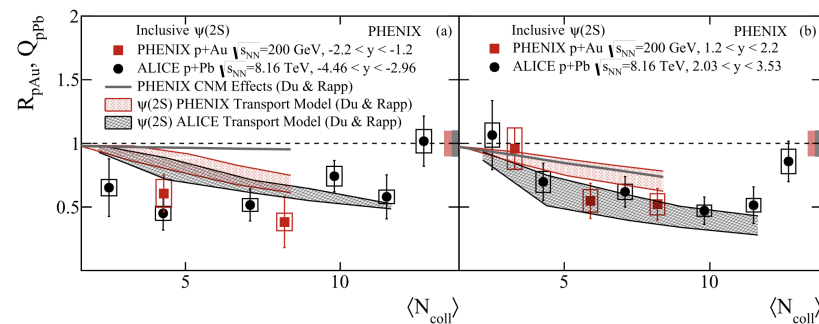 R_pAu, Q_pPb
2
1.5
1
0.5
Inclusive ψ(2S) PHENIX (a)
PHENIX p+Au √s_NN=200 GeV, -2.2 < y < -1.2
ALICE p+Pb √s_NN=8.16 TeV, -4.46 < y < -2.96
PHENIX CNM Effects (Du & Rapp)
ψ(2S) PHENIX Transport Model (Du & Rapp)
ψ(2S) ALICE Transport Model (Du & Rapp)
5 10
⟨N_coll⟩
Inclusive ψ(2S) PHENIX (b)
PHENIX p+Au √s_NN=200 GeV, 1.2 < y < 2.2
ALICE p+Pb √s_NN=8.16 TeV, 2.03 < y < 3.53
5 10
⟨N_coll⟩